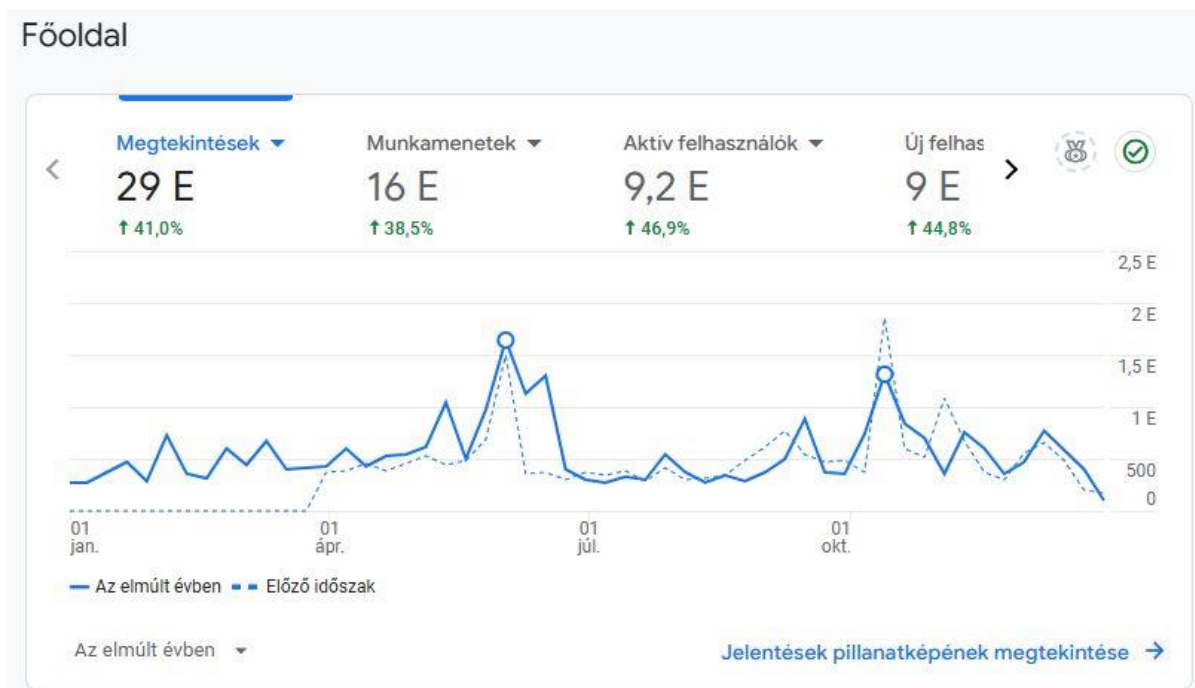 Főoldal
Megtekintések Munkamenetek Aktív felhasználók Új felhas
29 E 16 E 9,2 E 9 E
↑ 41,0% ↑ 38,5% ↑ 46,9% ↑ 44,8%
2,5 E
2 E
1,5 E
1 E
500
0
01 01 01 01
jan. ápr. júl. okt.
Az elmúlt évben Előző időszak
Az elmúlt évben Jelentések pillanatképének megtekintése →